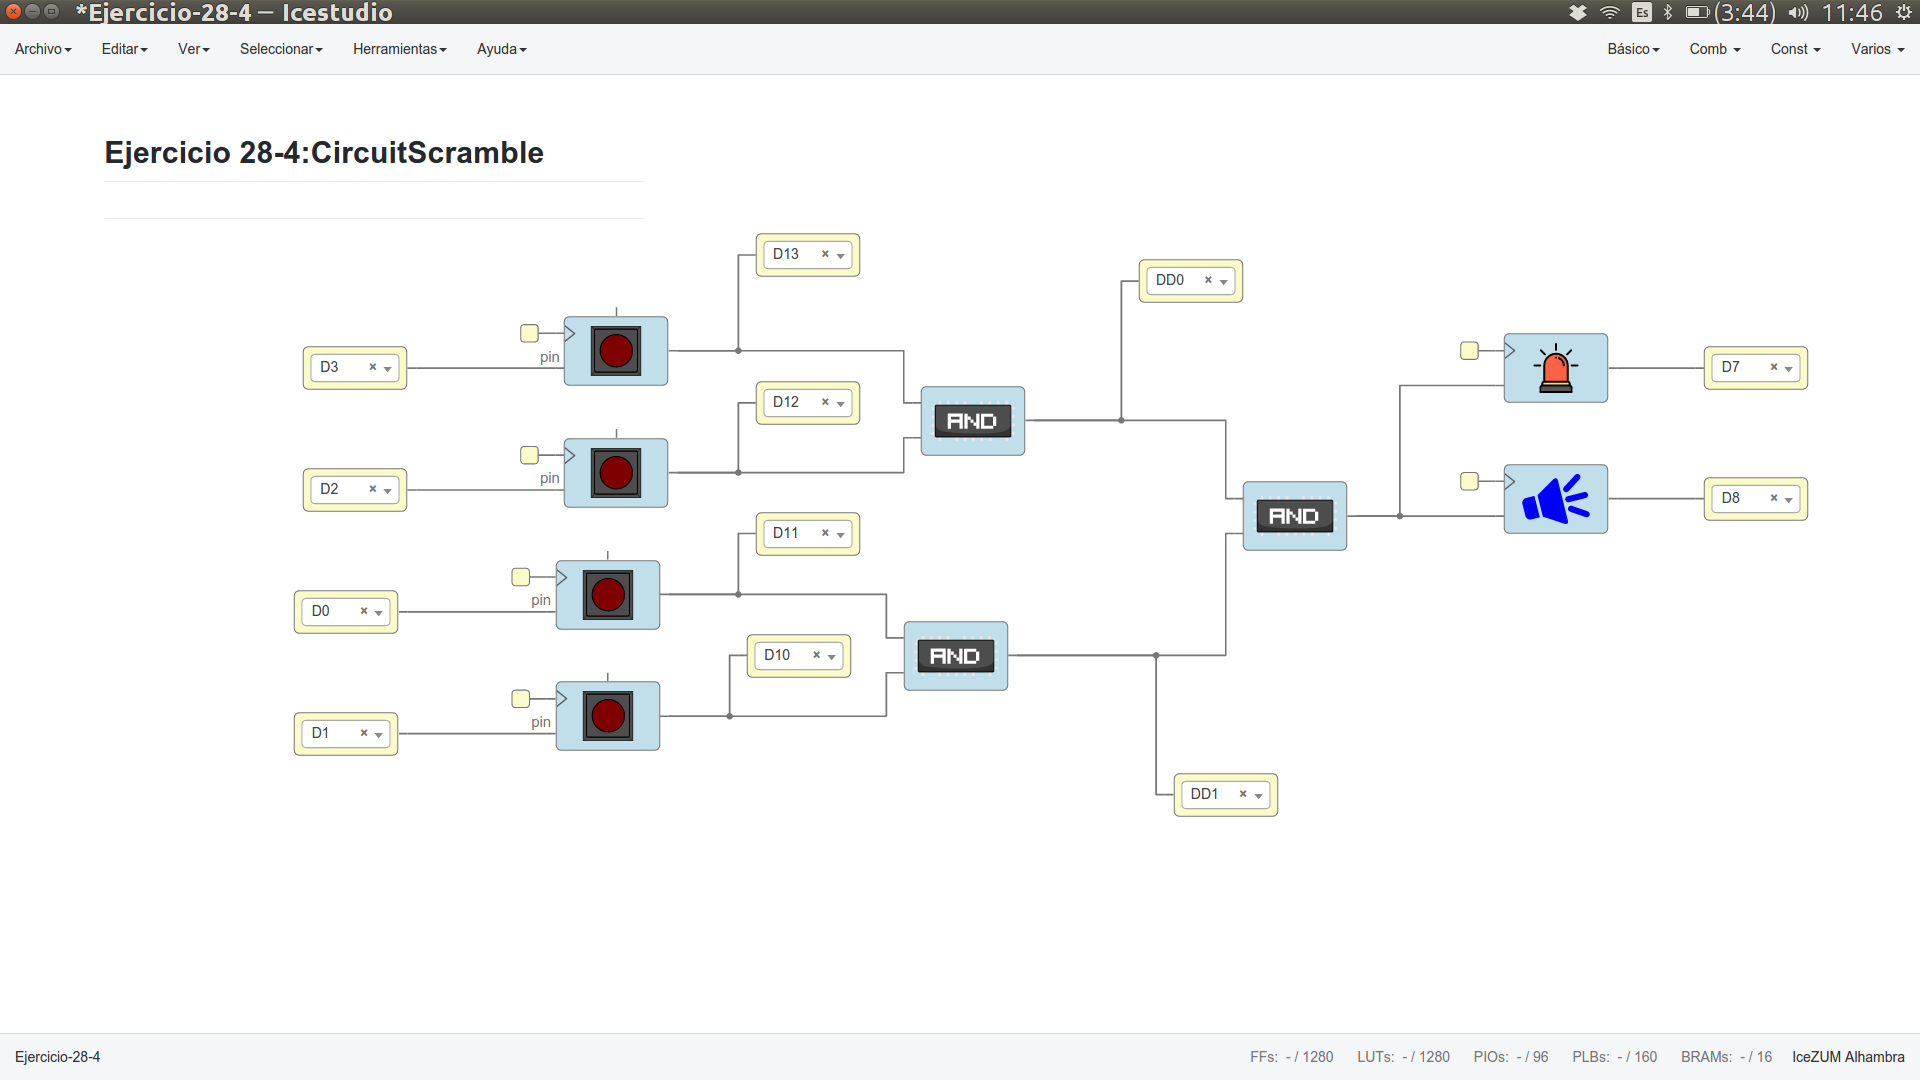 *Ejercicio-28-4 — Icestudio
Es (3:44) 11:46
Archivo Editar Ver Seleccionar Herramientas Ayuda Básico Comb Const Varios
Ejercicio 28-4:CircuitScramble
D13
DD0
pin
D3
D7
D12
AND
pin
D2
D8
AND
D11
pin
D0
D10
AND
pin
D1
DD1
Ejercicio-28-4 FFs: - / 1280 LUTs: - / 1280 PIOs: - / 96 PLBs: - / 160 BRAMs: - / 16 IceZUM Alhambra